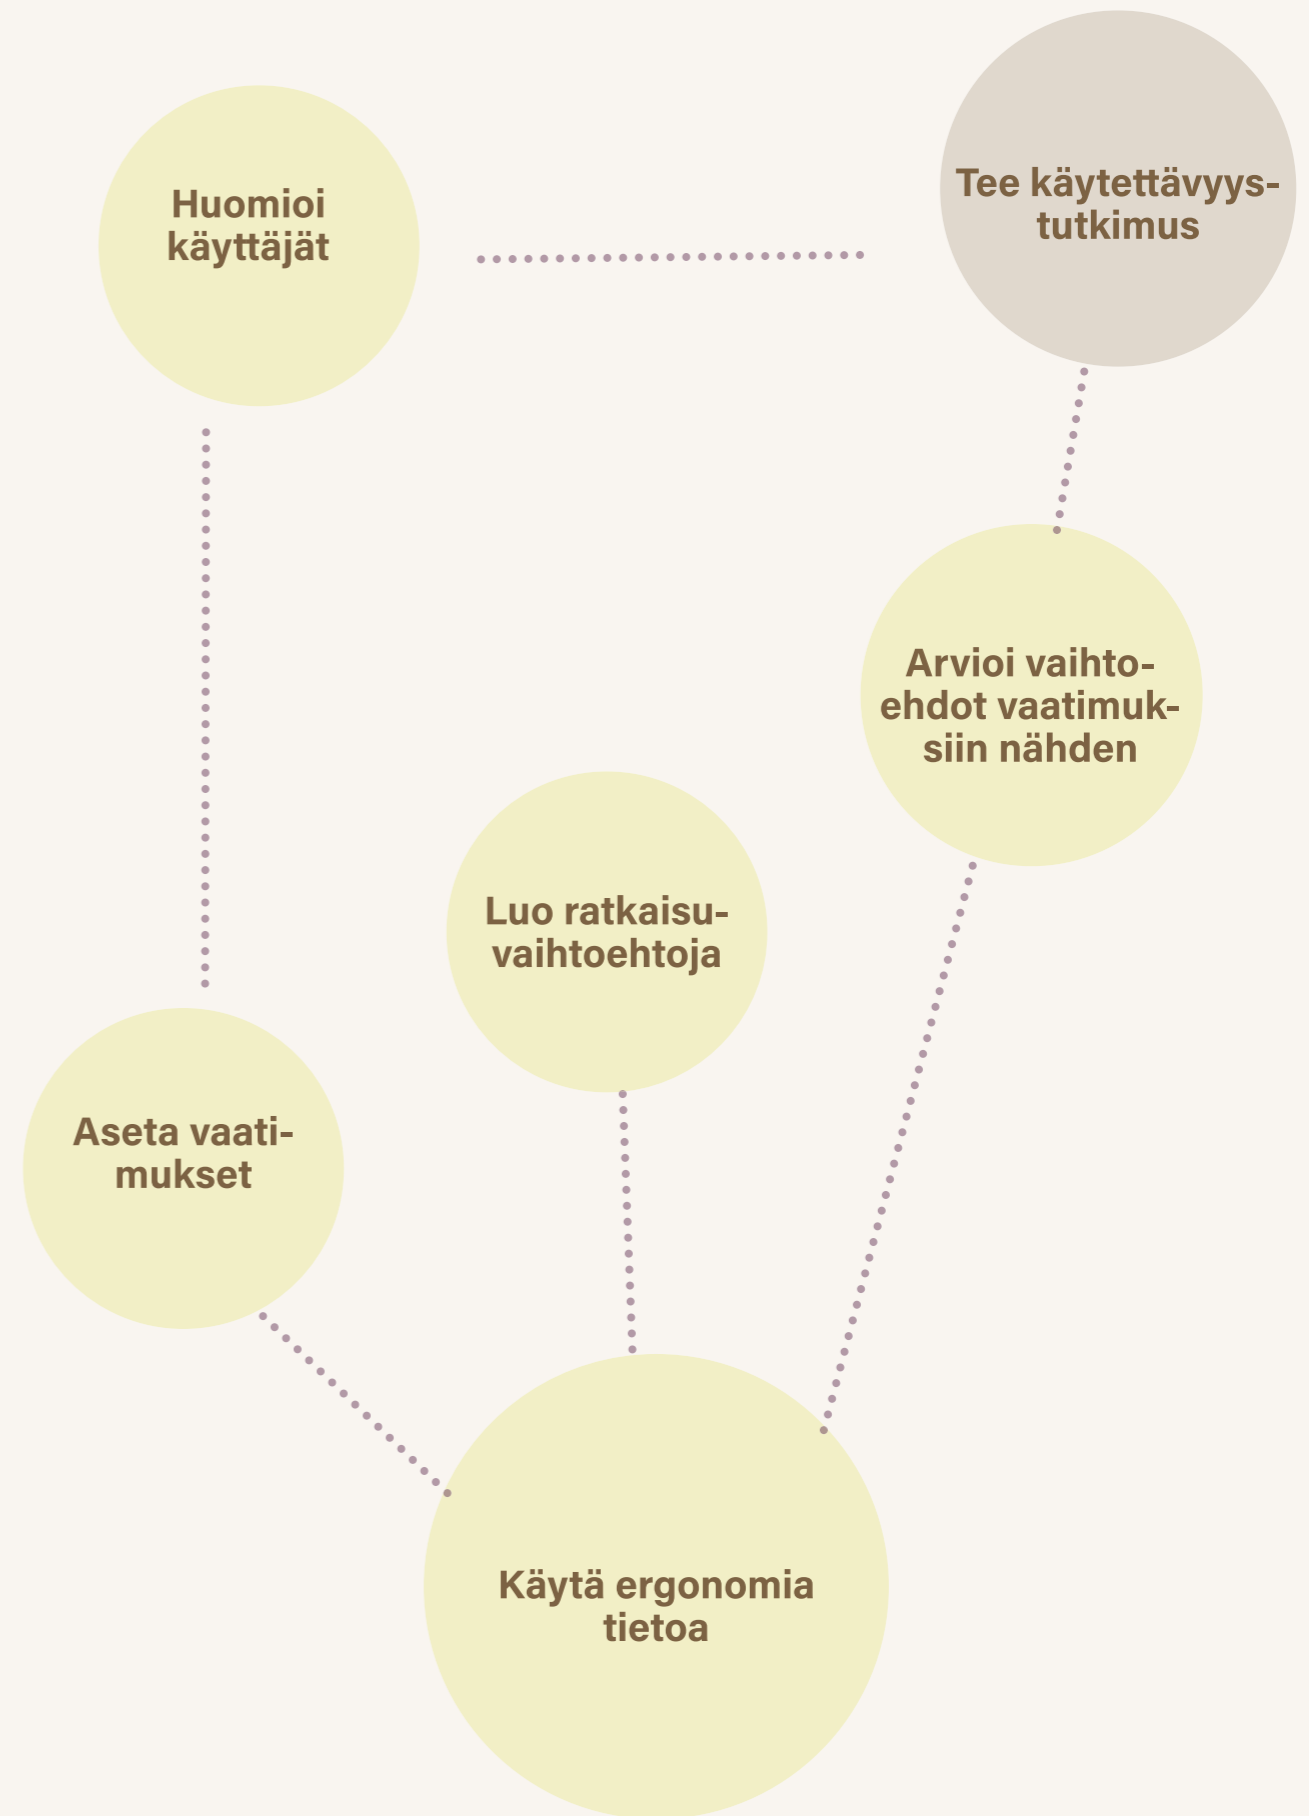 Huomioi
käyttäjät
Tee käytettävyys-
tutkimus
Arvioi vaihto-
ehdot vaatimuk-
siin nähden
Luo ratkaisu-
vaihtoehtoja
Aseta vaati-
mukset
Käytä ergonomia
tietoa